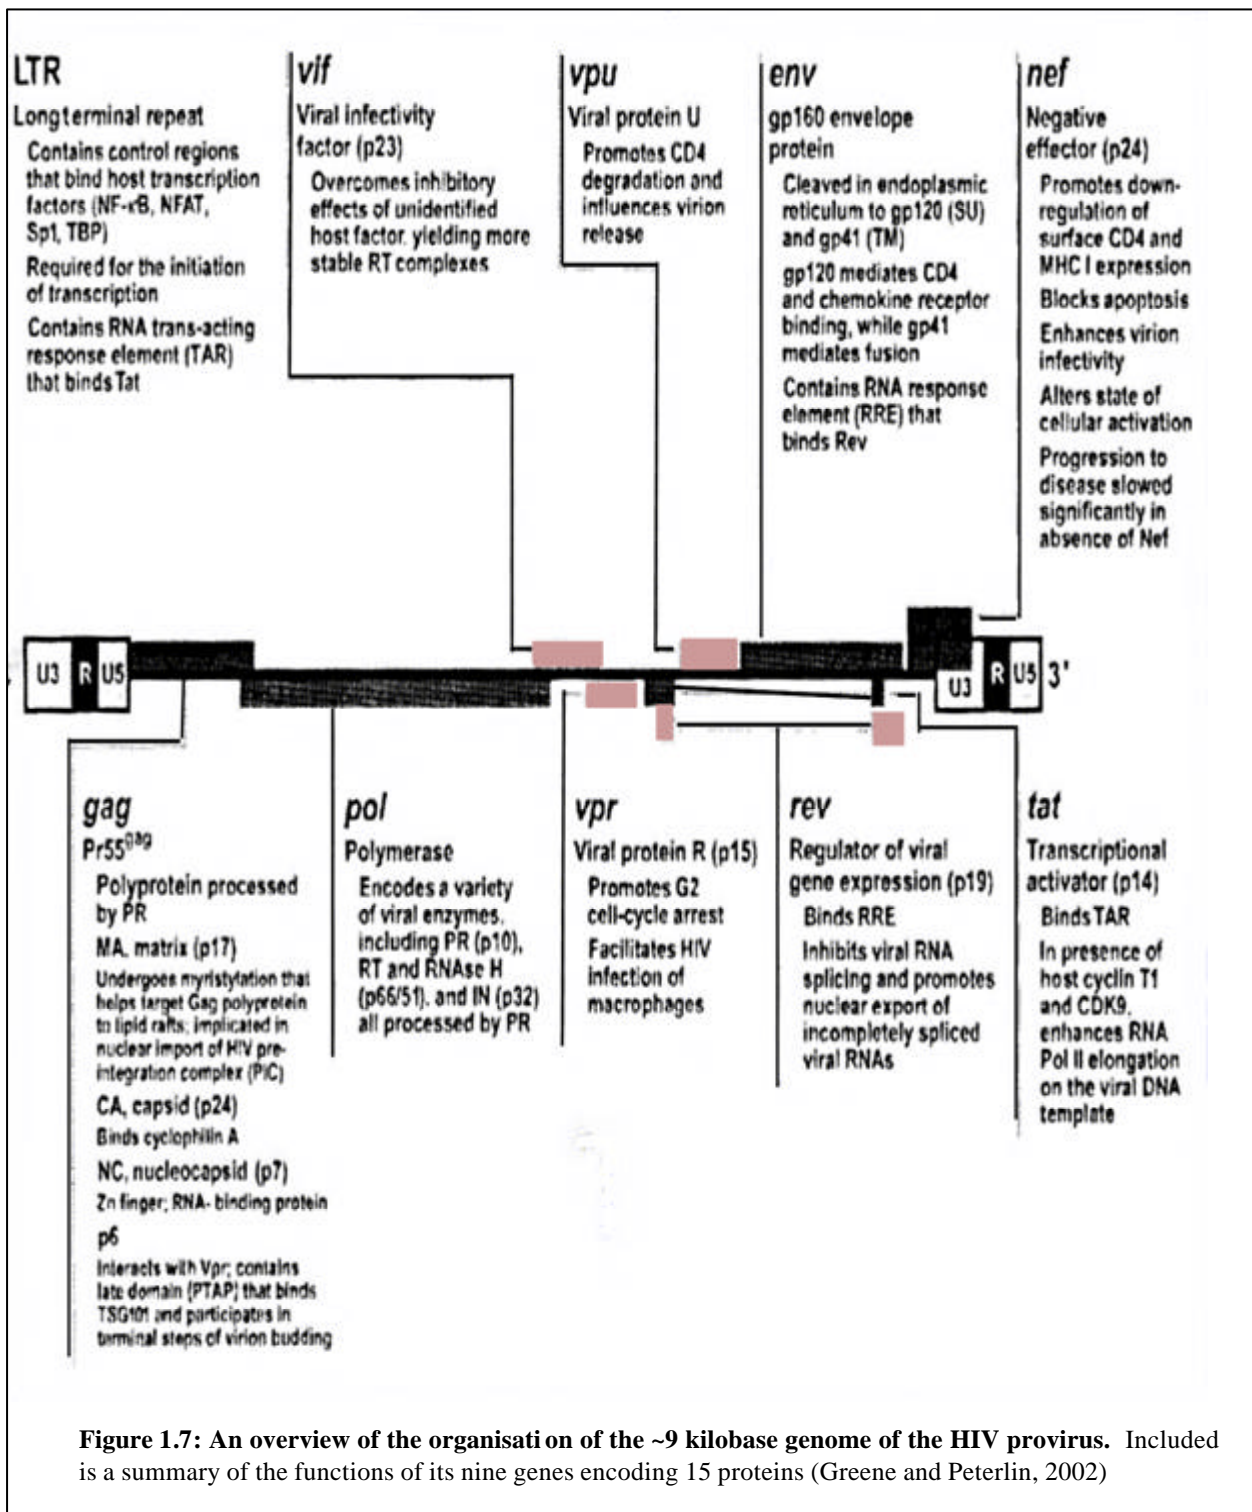 LTR
Long terminal repeat
Contains control regions
that bind host transcription
factors (NF-κB, NFAT,
Sp1, TBP)
Required for the initiation
of transcription
Contains RNA trans-acting
response element (TAR)
that binds Tat
vif
Viral infectivity
factor (p23)
Overcomes inhibitory
effects of unidentified
host factor, yielding more
stable RT complexes
vpu
Viral protein U
Promotes CD4
degradation and
influences virion
release
env
gp160 envelope
protein
Cleaved in endoplasmic
reticulum to gp120 (SU)
and gp41 (TM)
gp120 mediates CD4
and chemokine receptor
binding, while gp41
mediates fusion
Contains RNA response
element (RRE) that
binds Rev
nef
Negative
effector (p24)
Promotes down-
regulation of
surface CD4 and
MHC I expression
Blocks apoptosis
Enhances virion
infectivity
Alters state of
cellular activation
Progression to
disease slowed
significantly in
absence of Nef
U3 R U5
U3 R U5 3'
gag
Pr55gag
Polyprotein processed
by PR
MA, matrix (p17)
Undergoes myristylation that
helps target Gag polyprotein
to lipid rafts; implicated in
nuclear import of HIV pre-
integration complex (PIC)
CA, capsid (p24)
Binds cyclophilin A
NC, nucleocapsid (p7)
Zn finger; RNA- binding protein
p6
Interacts with Vpr; contains
late domain (PTAP) that binds
TSG101 and participates in
terminal steps of virion budding
pol
Polymerase
Encodes a variety
of viral enzymes,
including PR (p10),
RT and RNAse H
(p66/51), and IN (p32)
all processed by PR
vpr
Viral protein R (p15)
Promotes G2
cell-cycle arrest
Facilitates HIV
infection of
macrophages
rev
Regulator of viral
gene expression (p19)
Binds RRE
Inhibits viral RNA
splicing and promotes
nuclear export of
incompletely spliced
viral RNAs
tat
Transcriptional
activator (p14)
Binds TAR
In presence of
host cyclin T1
and CDK9,
enhances RNA
Pol II elongation
on the viral DNA
template
Figure 1.7: An overview of the organisati on of the ~9 kilobase genome of the HIV provirus. Included
is a summary of the functions of its nine genes encoding 15 proteins (Greene and Peterlin, 2002)